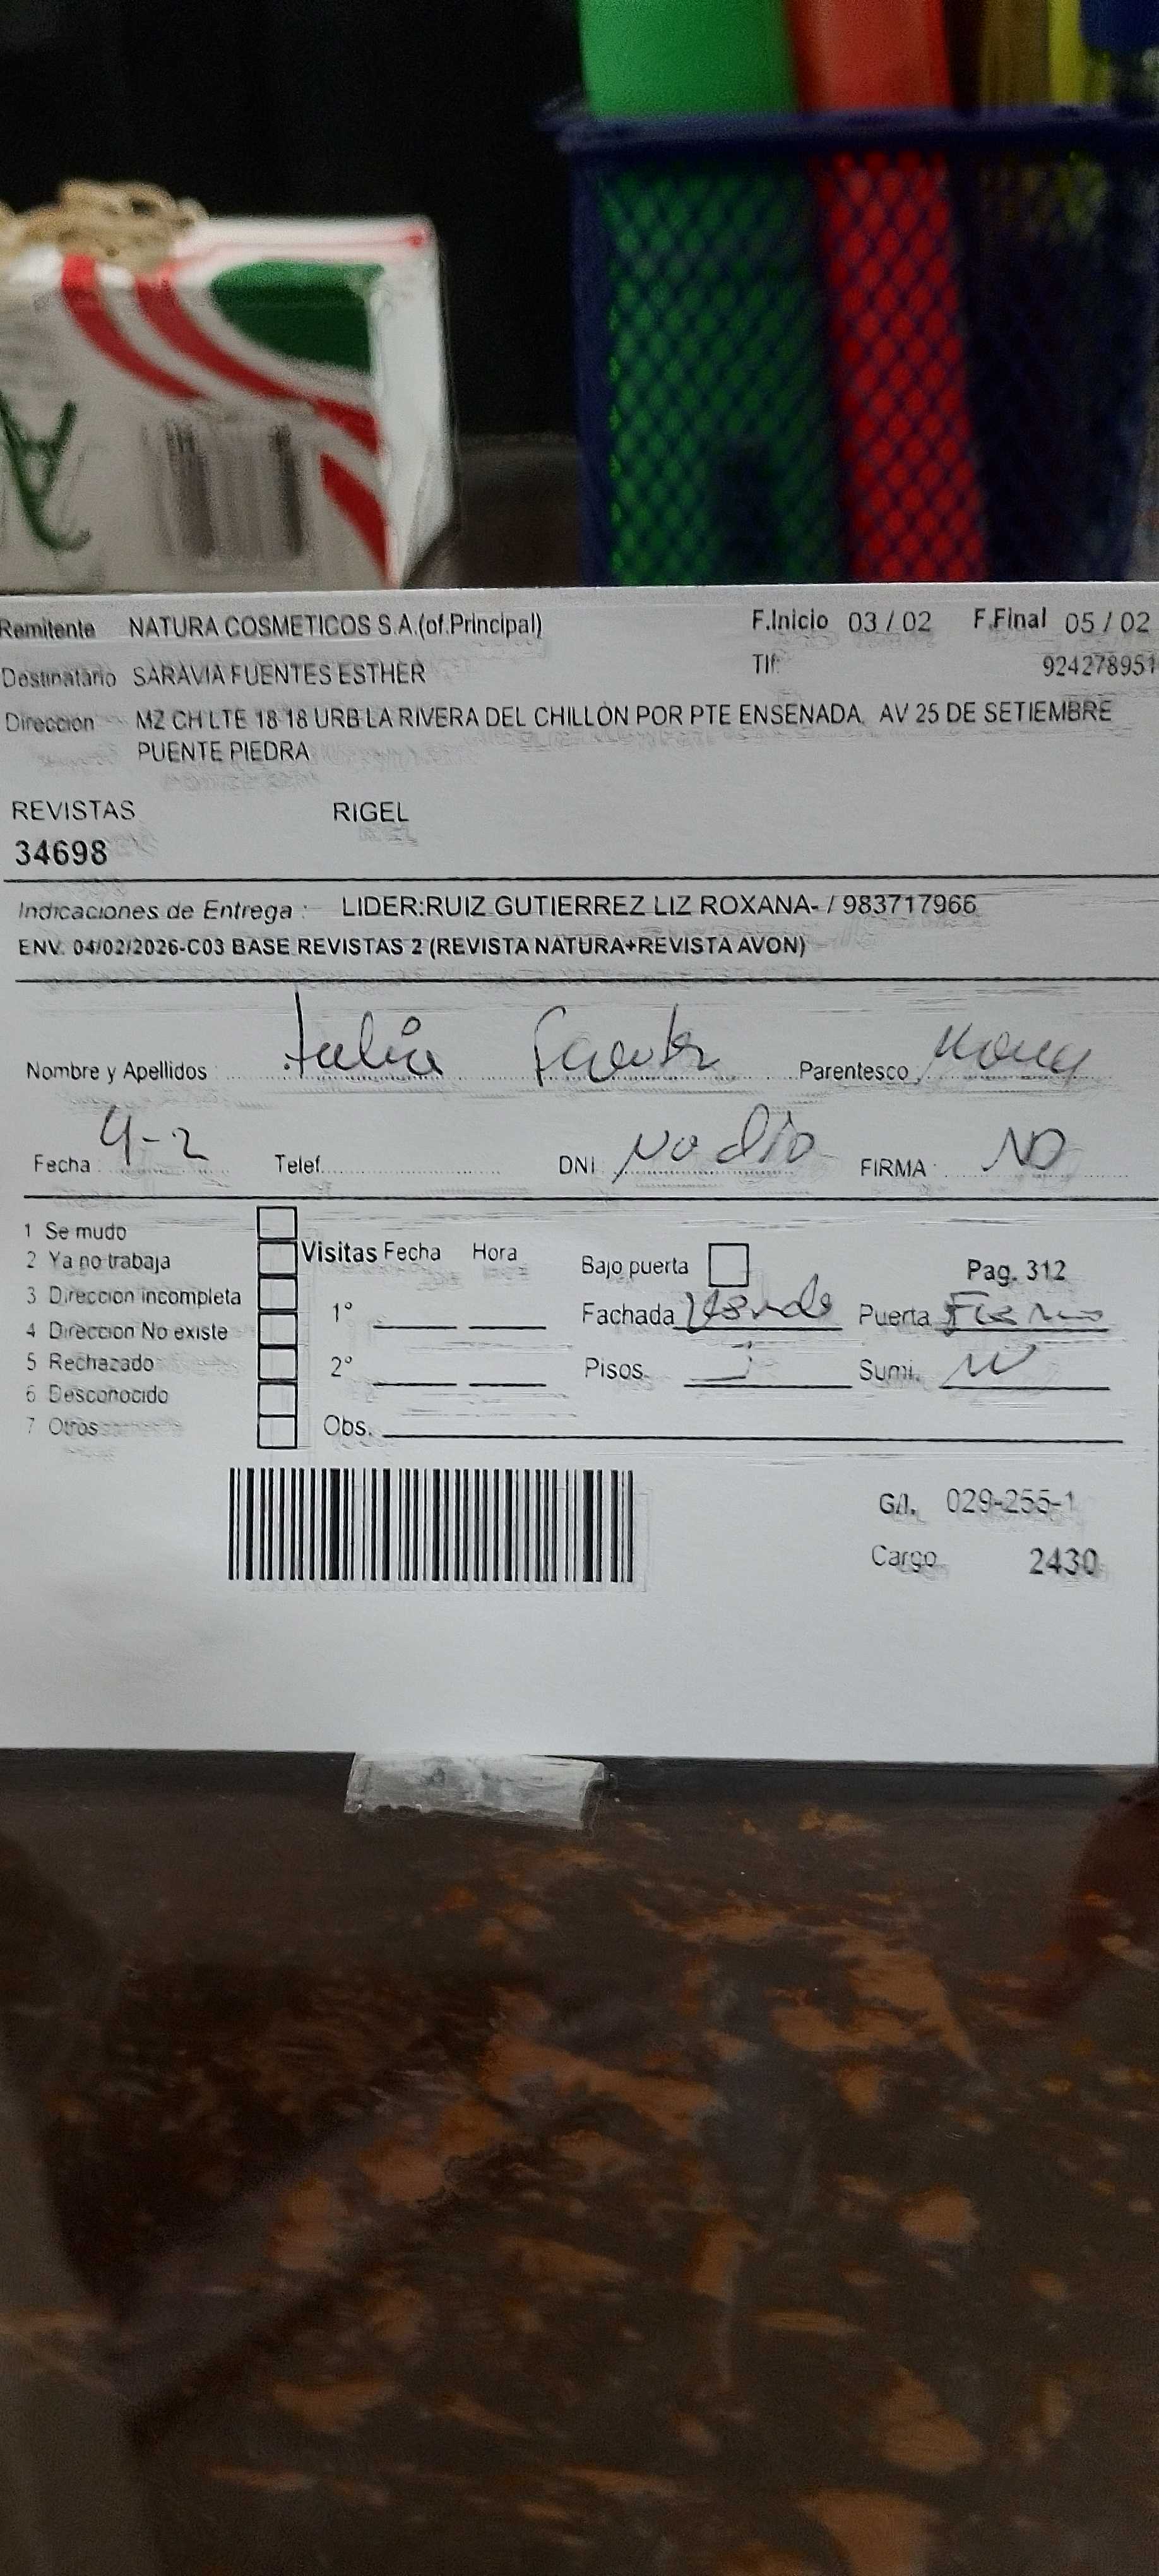 Remitente NATURA COSMETICOS S.A.(of.Principal) F.Inicio 03 / 02 F.Final 05 / 02
Destinatario SARAVIA FUENTES ESTHER Tlf: 924278951
Direccion MZ CH LTE 18 18 URB LA RIVERA DEL CHILLON POR PTE ENSENADA. AV 25 DE SETIEMBRE
PUENTE PIEDRA
REVISTAS RIGEL
34698
Indicaciones de Entrega : LIDER:RUIZ GUTIERREZ LIZ ROXANA- / 983717966
ENV. 04/02/2026-C03 BASE REVISTAS 2 (REVISTA NATURA+REVISTA AVON)
Nombre y Apellidos Julia Parentesco
Fecha : 4-2 Telef. DNI No dio FIRMA : NO
1 Se mudo
2 Ya no trabaja Visitas Fecha Hora Bajo puerta Pag. 312
3 Direccion incompleta 1° Fachada Puerta
4 Direccion No existe
5 Rechazado 2° Pisos. Sumi.
6 Desconocido
7 Otros Obs.
G/I. 029-255-1
Cargo 2430